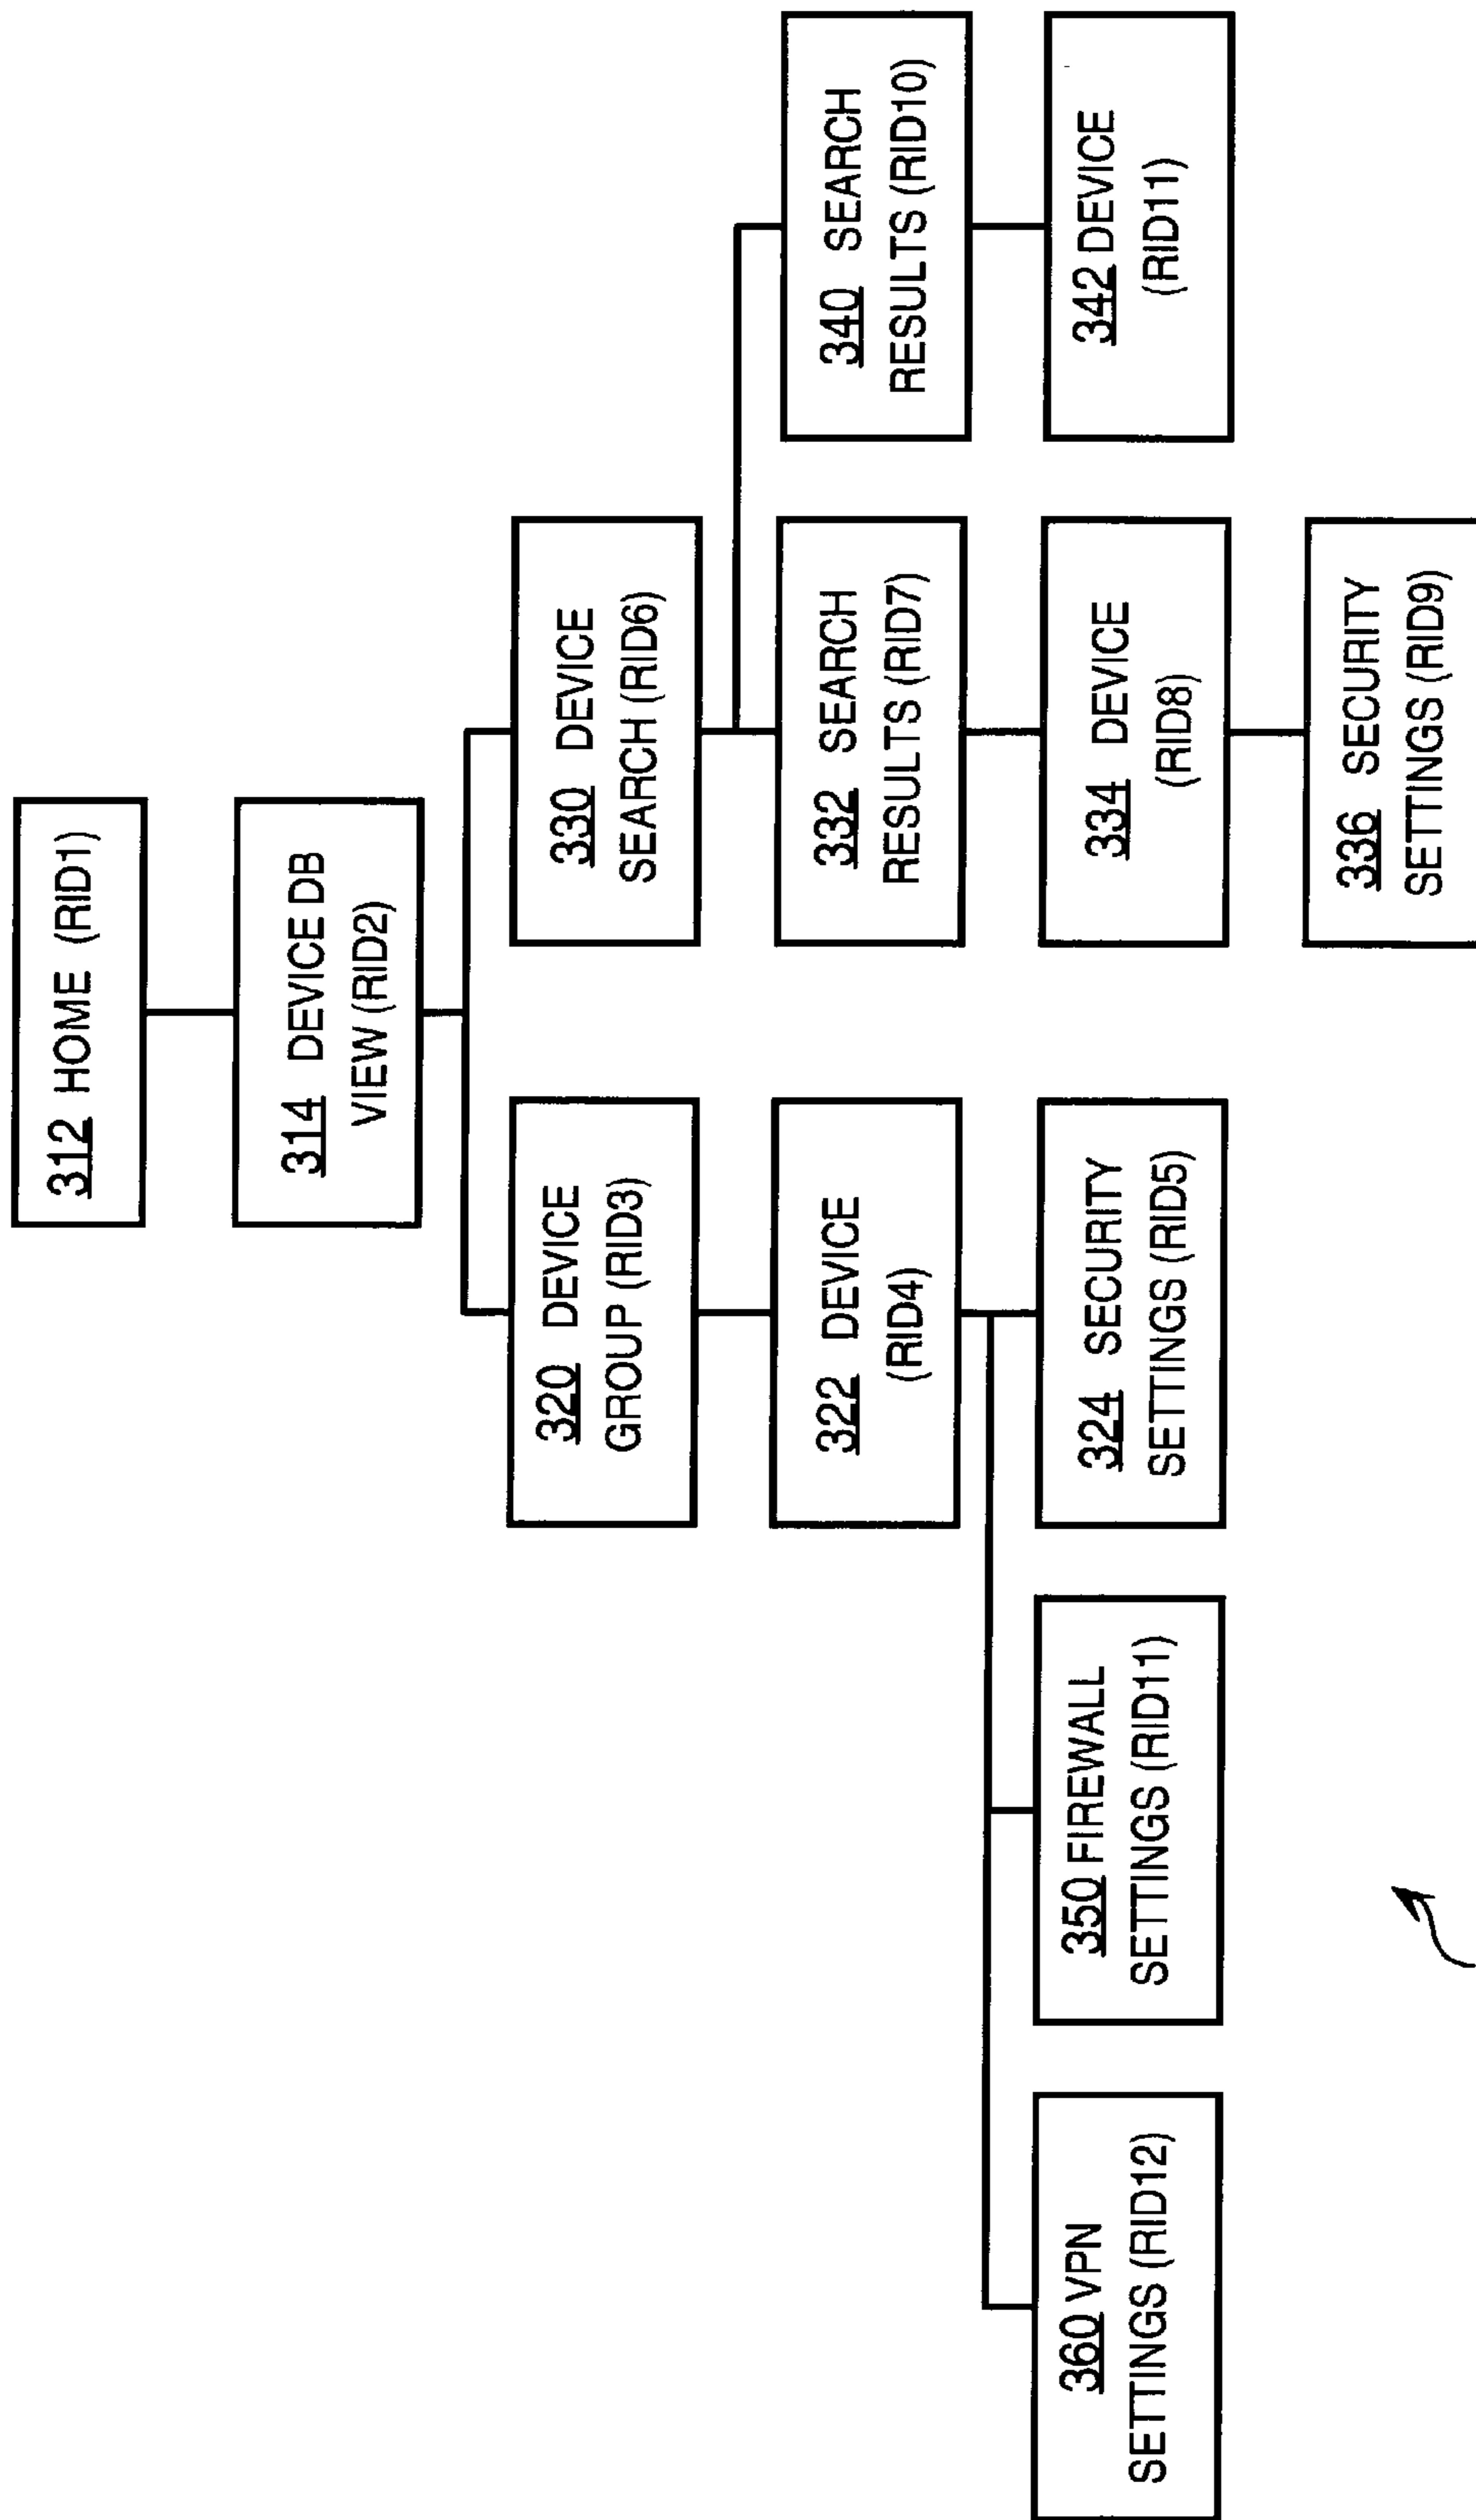 312 HOME (RID1)
314 DEVICE DB
VIEW (RID2)
320 DEVICE
GROUP (RID3)
330 DEVICE
SEARCH (RID6)
322 DEVICE
(RID4)
332 SEARCH
RESULTS (RID7)
340 SEARCH
RESULTS (RID10)
360 VPN
SETTINGS (RID12)
350 FIREWALL
SETTINGS (RID11)
324 SECURITY
SETTINGS (RID5)
334 DEVICE
(RID8)
342 DEVICE
(RID11)
336 SECURITY
SETTINGS (RID9)